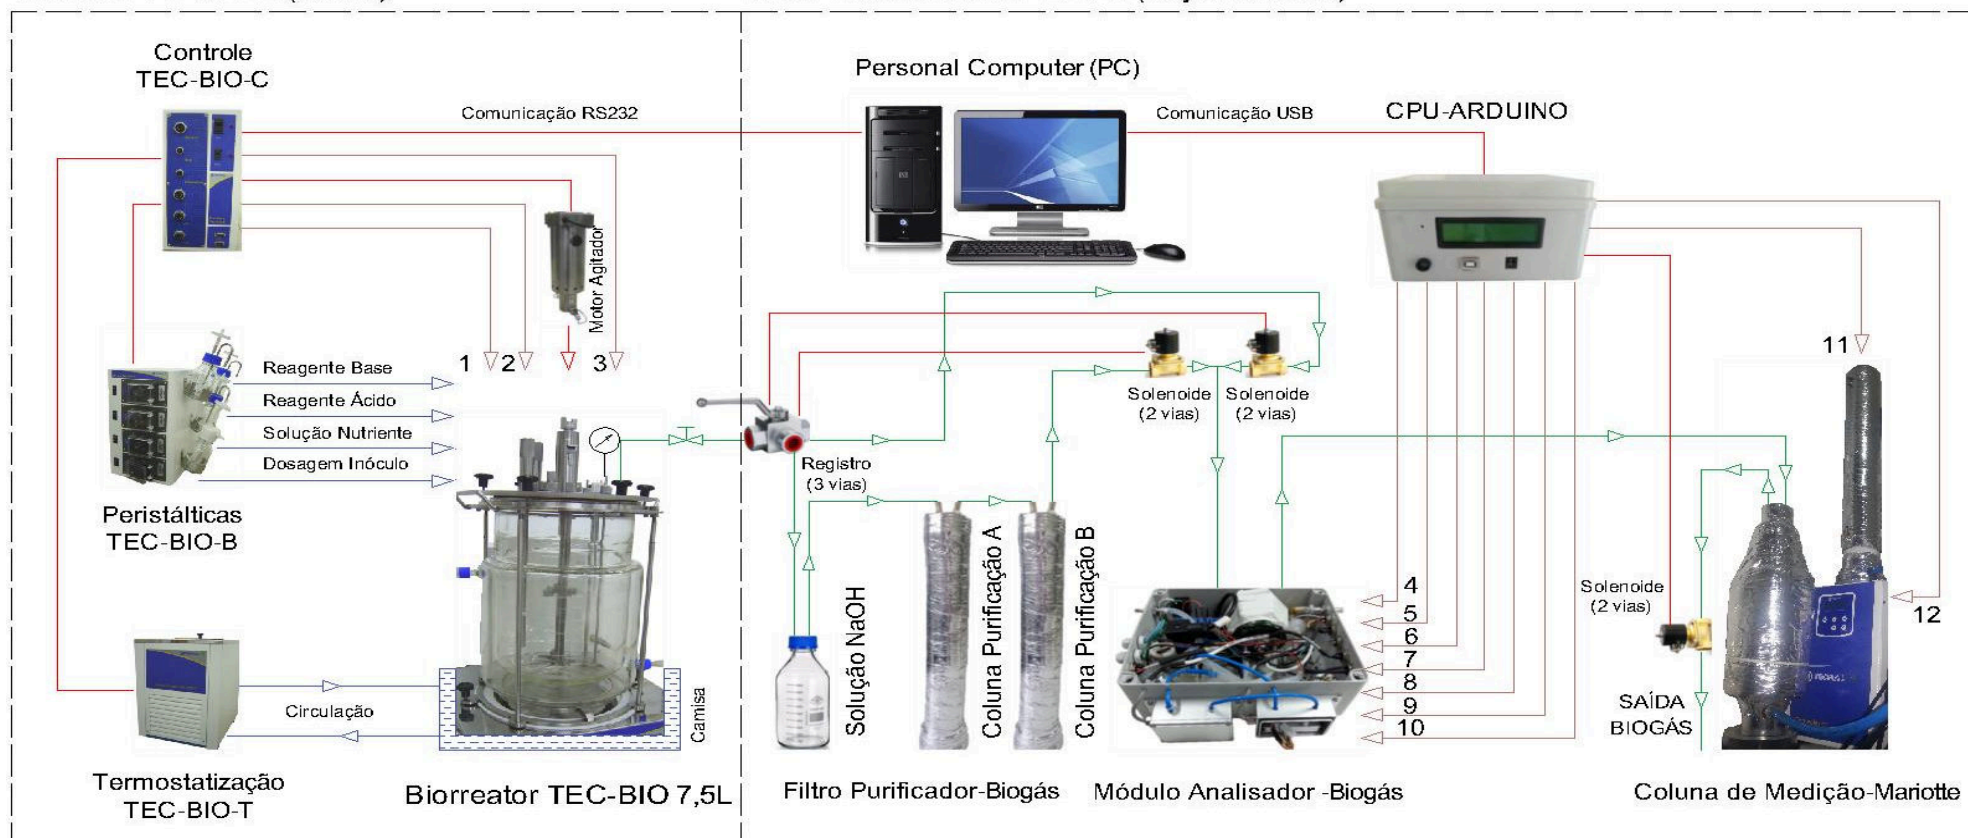 Controle
TEC-BIO-C
Comunicação RS232
Personal Computer (PC)
Comunicação USB
CPU-ARDUINO
Motor Agitador
1
2
3
11
Reagente Base
Reagente Ácido
Solução Nutriente
Dosagem Inóculo
Solenoide
(2 vias)
Solenoide
(2 vias)
Registro
(3 vias)
Peristálticas
TEC-BIO-B
Solução NaOH
Coluna Purificação A
Coluna Purificação B
4
5
6
7
8
9
10
Solenoide
(2 vias)
12
Circulação
Camisa
SAÍDA
BIOGÁS
Termostatização
TEC-BIO-T
Biorreator TEC-BIO 7,5L
Filtro Purificador-Biogás
Módulo Analisador -Biogás
Coluna de Medição-Mariotte